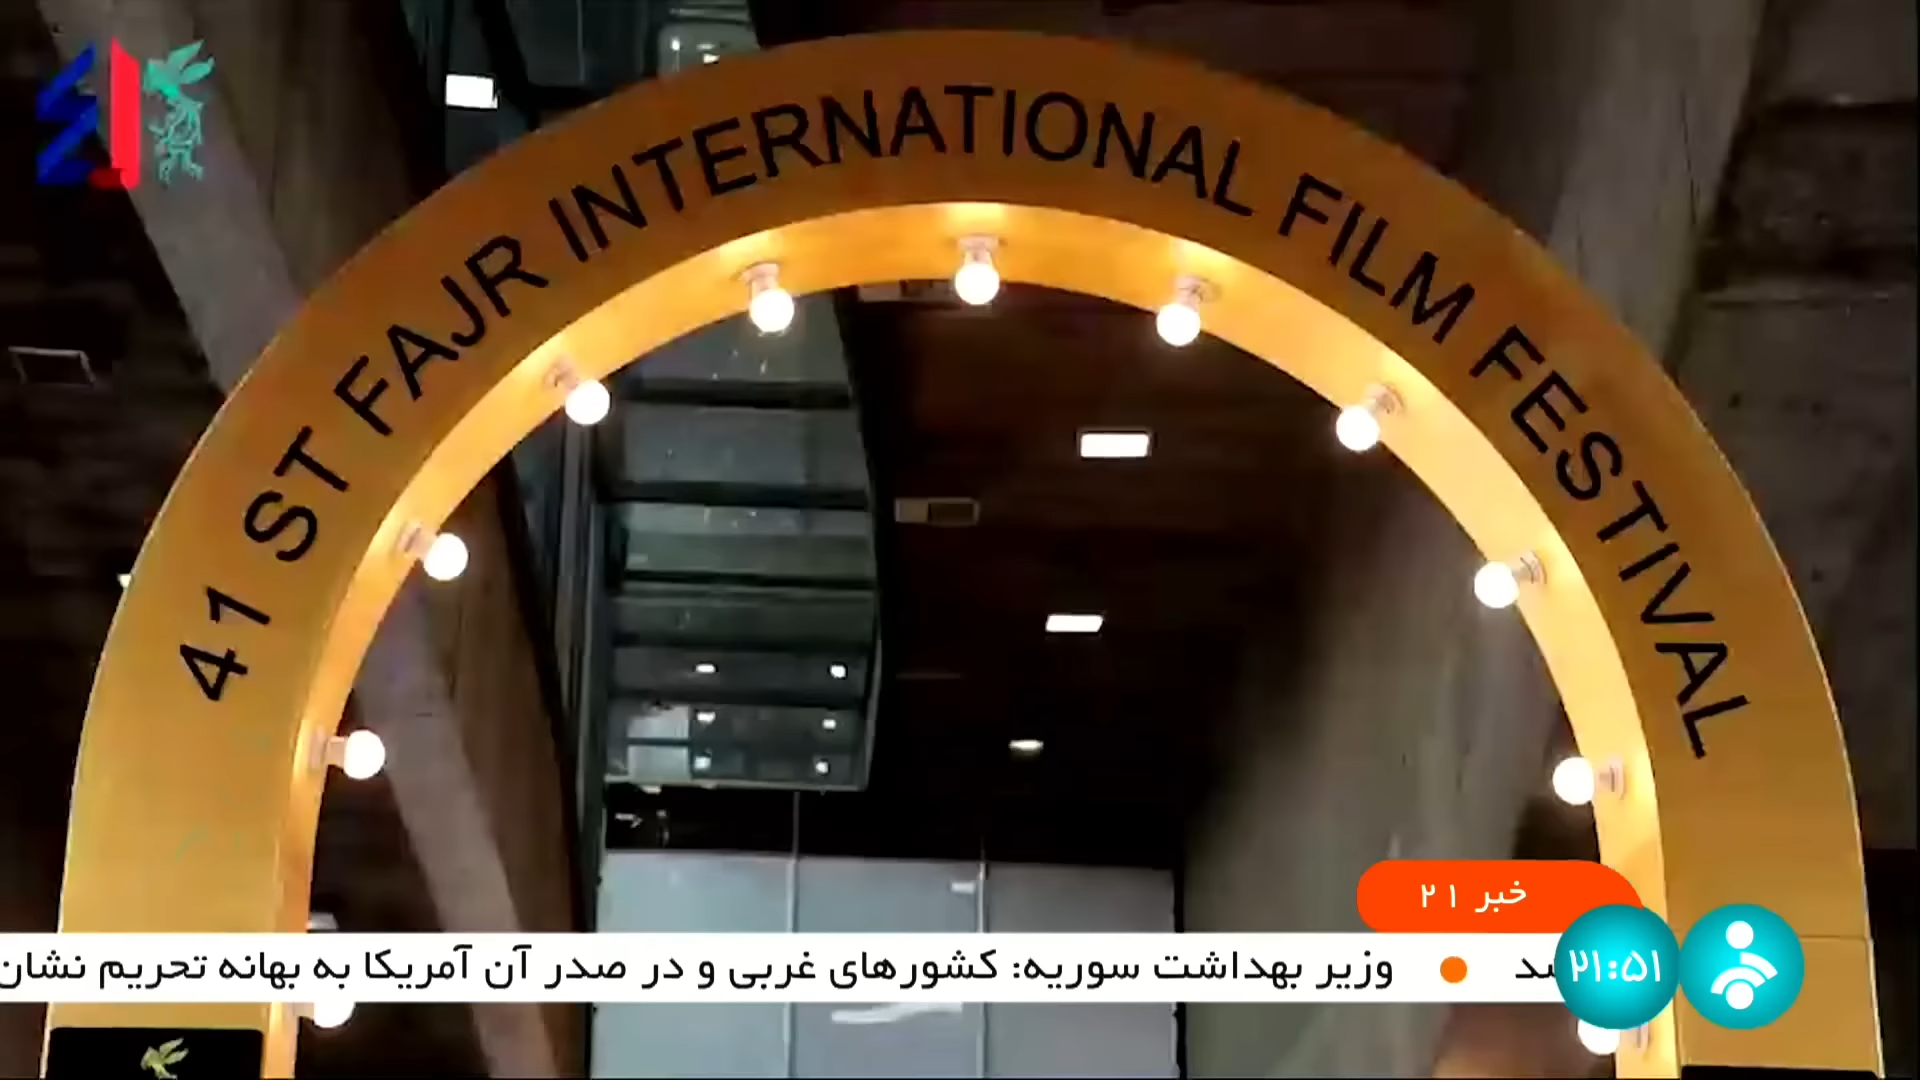 41 ST FAJR INTERNATIONAL FILM FESTIVAL
خبر ۲۱
وزیر بهداشت سوریه: کشورهای غربی و در صدر آن آمریکا به بهانه تحریم نشان
۲۱:۵۱